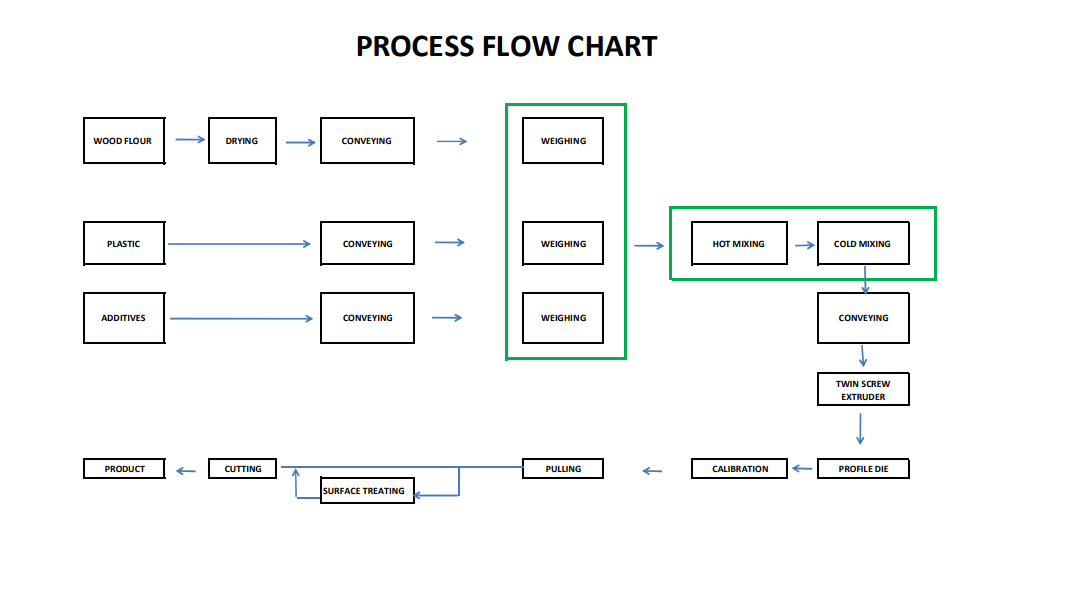 PROCESS FLOW CHART
WOOD FLOUR
DRYING
CONVEYING
WEIGHING
PLASTIC
CONVEYING
WEIGHING
HOT MIXING
COLD MIXING
ADDITIVES
CONVEYING
WEIGHING
CONVEYING
TWIN SCREW
EXTRUDER
PRODUCT
CUTTING
PULLING
CALIBRATION
PROFILE DIE
SURFACE TREATING